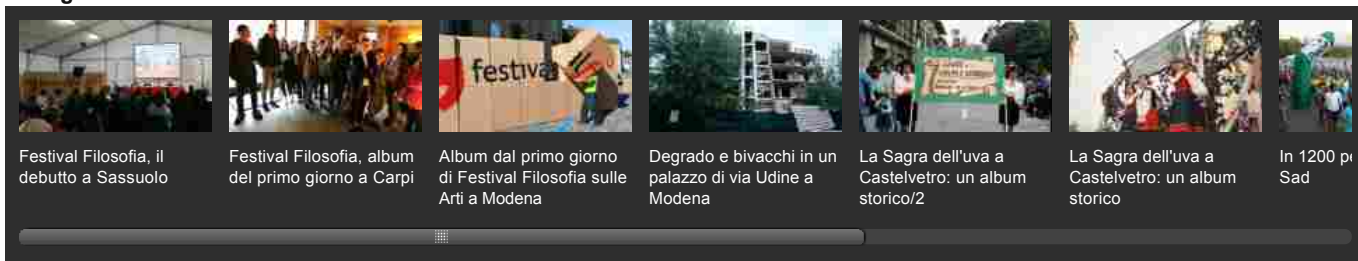 Festival Filosofia, il
debutto a Sassuolo
Festival Filosofia, album
del primo giorno a Carpi
festiva
Album dal primo giorno
di Festival Filosofia sulle
Arti a Modena
Degrado e bivacchi in un
palazzo di via Udine a
Modena
La Sagra dell'uva a
Castelvetro: un album
storico/2
La Sagra dell'uva a
Castelvetro: un album
storico
In 1200 pe
Sad